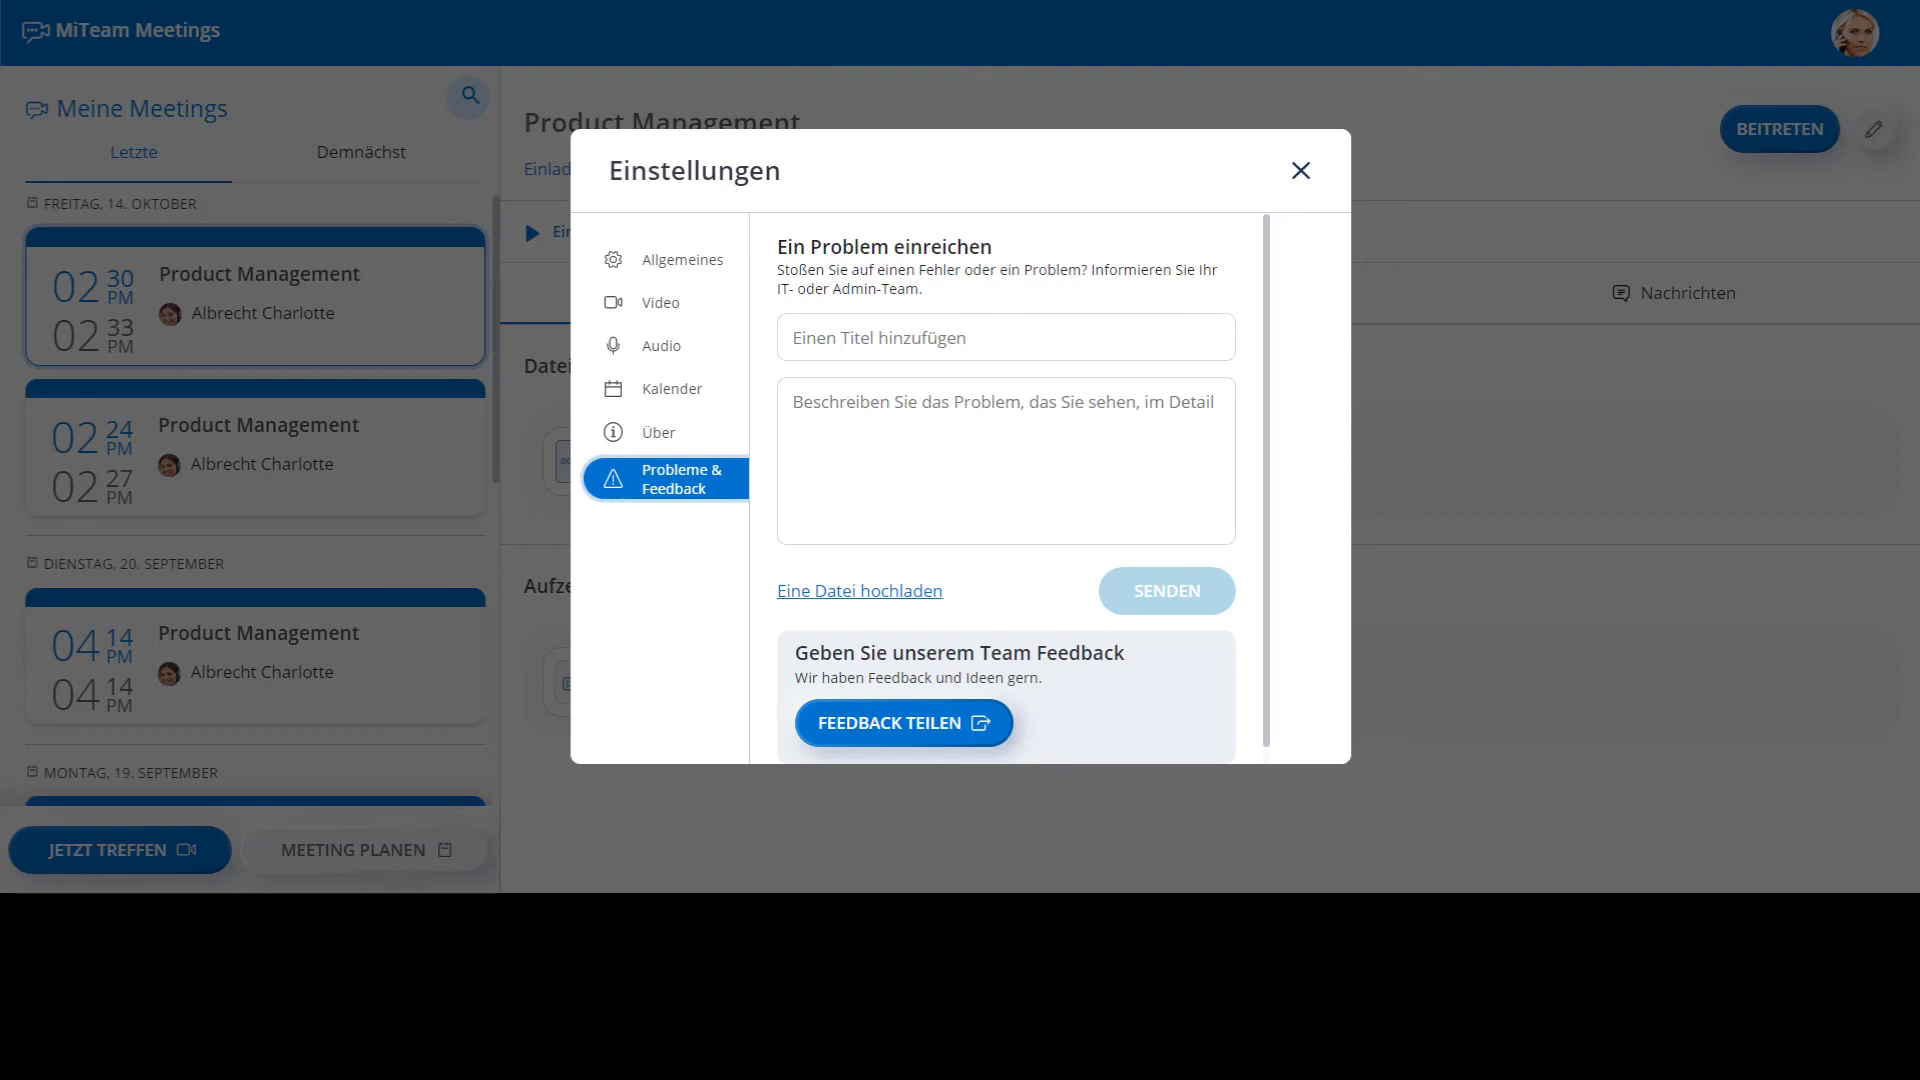 MiTeam Meetings
Meine Meetings
Letzte
Demnächst
FREITAG, 14. OKTOBER
02 30 PM
Product Management
Albrecht Charlotte
02 33 PM
02 24 PM
Product Management
Albrecht Charlotte
02 27 PM
DIENSTAG, 20. SEPTEMBER
04 14 PM
Product Management
Albrecht Charlotte
04 14 PM
MONTAG, 19. SEPTEMBER
JETZT TREFFEN
MEETING PLANEN
Product Management
BEITRETEN
Nachrichten
Einstellungen
Allgemeines
Video
Audio
Kalender
Über
Probleme &
Feedback
Ein Problem einreichen
Stoßen Sie auf einen Fehler oder ein Problem? Informieren Sie Ihr
IT- oder Admin-Team.
Einen Titel hinzufügen
Beschreiben Sie das Problem, das Sie sehen, im Detail
Eine Datei hochladen
SENDEN
Geben Sie unserem Team Feedback
Wir haben Feedback und Ideen gern.
FEEDBACK TEILEN